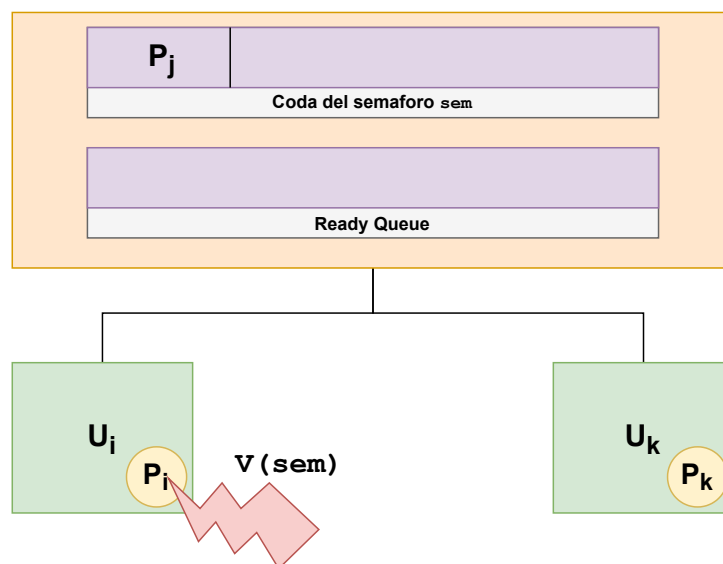 Pj
Coda del semaforo sem
Ready Queue
Ui
Uk
V(sem)
Pi
Pk